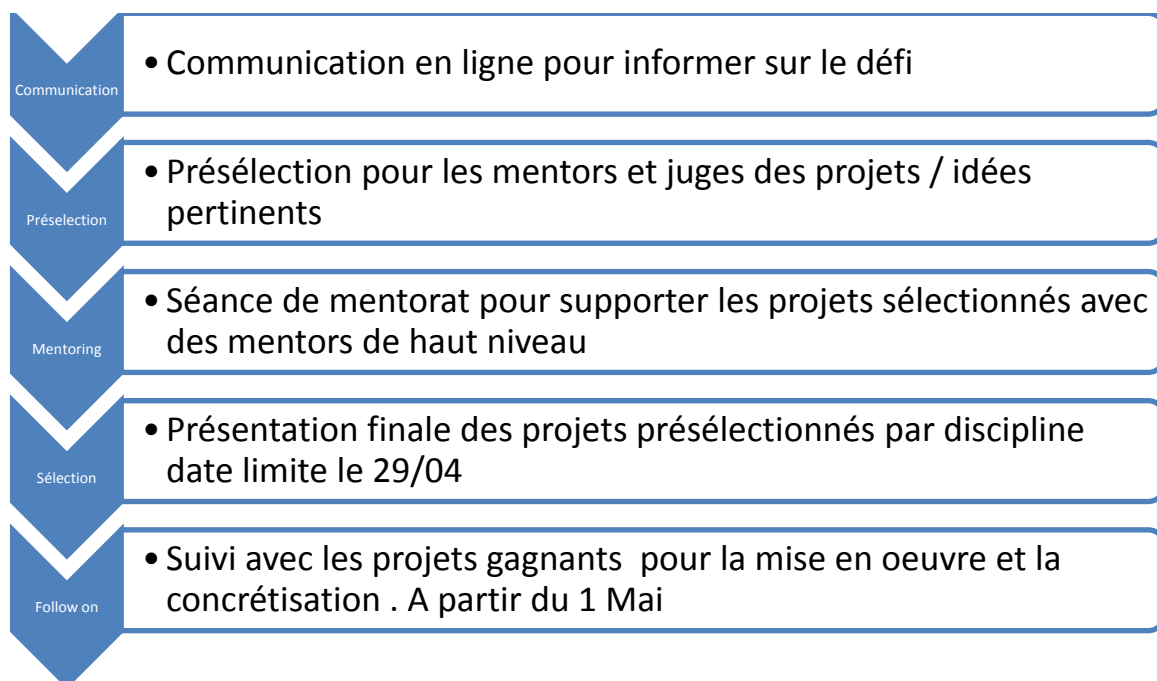 Communication
• Communication en ligne pour informer sur le défi
Préselection
• Présélection pour les mentors et juges des projets / idées
pertinents
Mentoring
• Séance de mentorat pour supporter les projets sélectionnés avec
des mentors de haut niveau
Sélection
• Présentation finale des projets présélectionnés par discipline
date limite le 29/04
Follow on
• Suivi avec les projets gagnants  pour la mise en oeuvre et la
concrétisation . A partir du 1 Mai